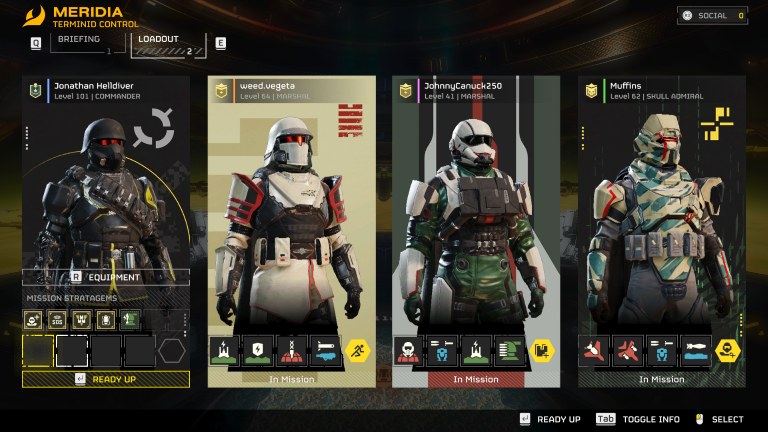 MERIDIA
TERMINID CONTROL
SOCIAL 0
Q
BRIEFING
1
LOADOUT
2
E
Jonathan Helldiver
Level 101 | COMMANDER
weed.vegeta
Level 64 | MARSHAL
JohnnyCanuck250
Level 41 | MARSHAL
Muffins
Level 62 | SKULL ADMIRAL
R EQUIPMENT
MISSION STRATAGEMS
SOS
READY UP
In Mission
In Mission
In Mission
READY UP
Tab TOGGLE INFO
SELECT